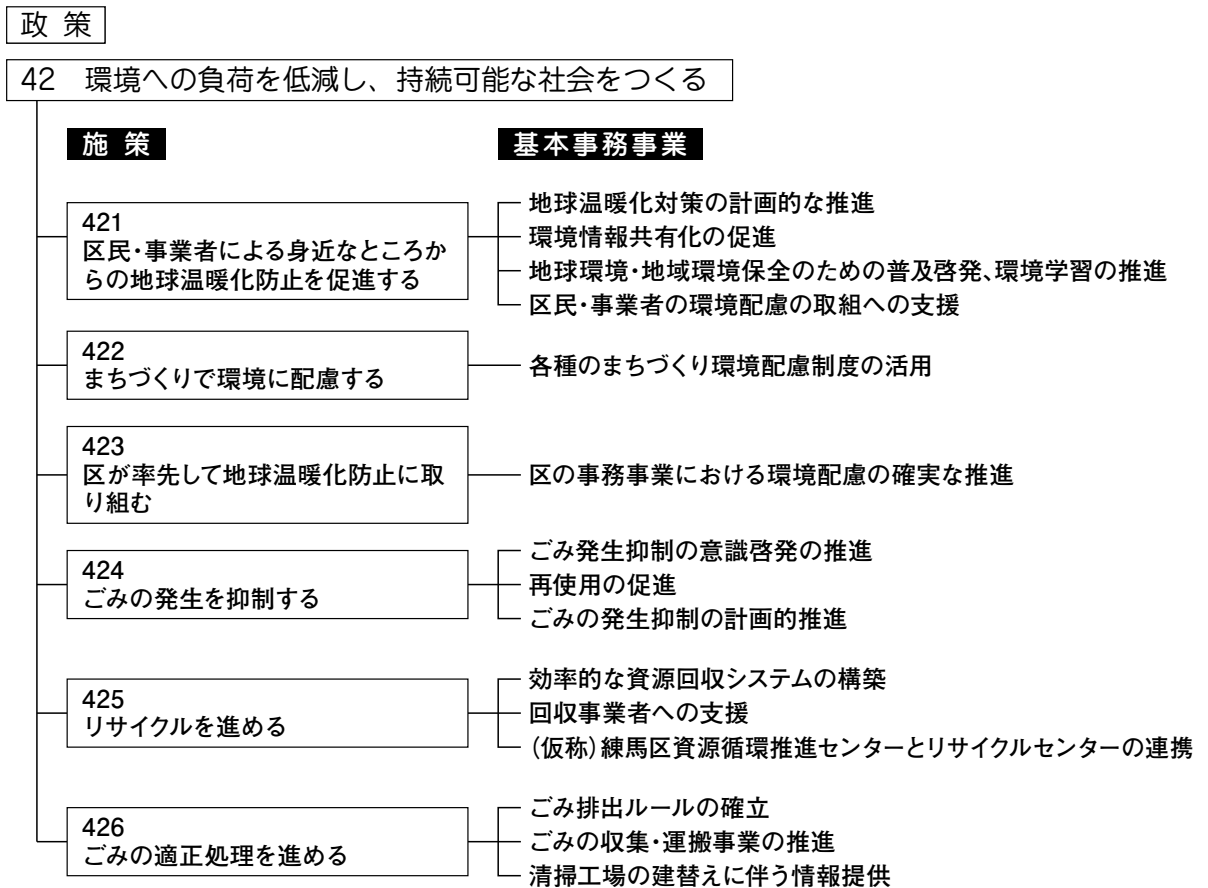 政 策
42　環境への負荷を低減し、持続可能な社会をつくる
施 策
基本事務事業
421
区民・事業者による身近なところか
らの地球温暖化防止を促進する
地球温暖化対策の計画的な推進
環境情報共有化の促進
地球環境・地域環境保全のための普及啓発、環境学習の推進
区民・事業者の環境配慮の取組への支援
422
まちづくりで環境に配慮する
各種のまちづくり環境配慮制度の活用
423
区が率先して地球温暖化防止に取
り組む
区の事務事業における環境配慮の確実な推進
424
ごみの発生を抑制する
ごみ発生抑制の意識啓発の推進
再使用の促進
ごみの発生抑制の計画的推進
425
リサイクルを進める
効率的な資源回収システムの構築
回収事業者への支援
（仮称）練馬区資源循環推進センターとリサイクルセンターの連携
426
ごみの適正処理を進める
ごみ排出ルールの確立
ごみの収集・運搬事業の推進
清掃工場の建替えに伴う情報提供